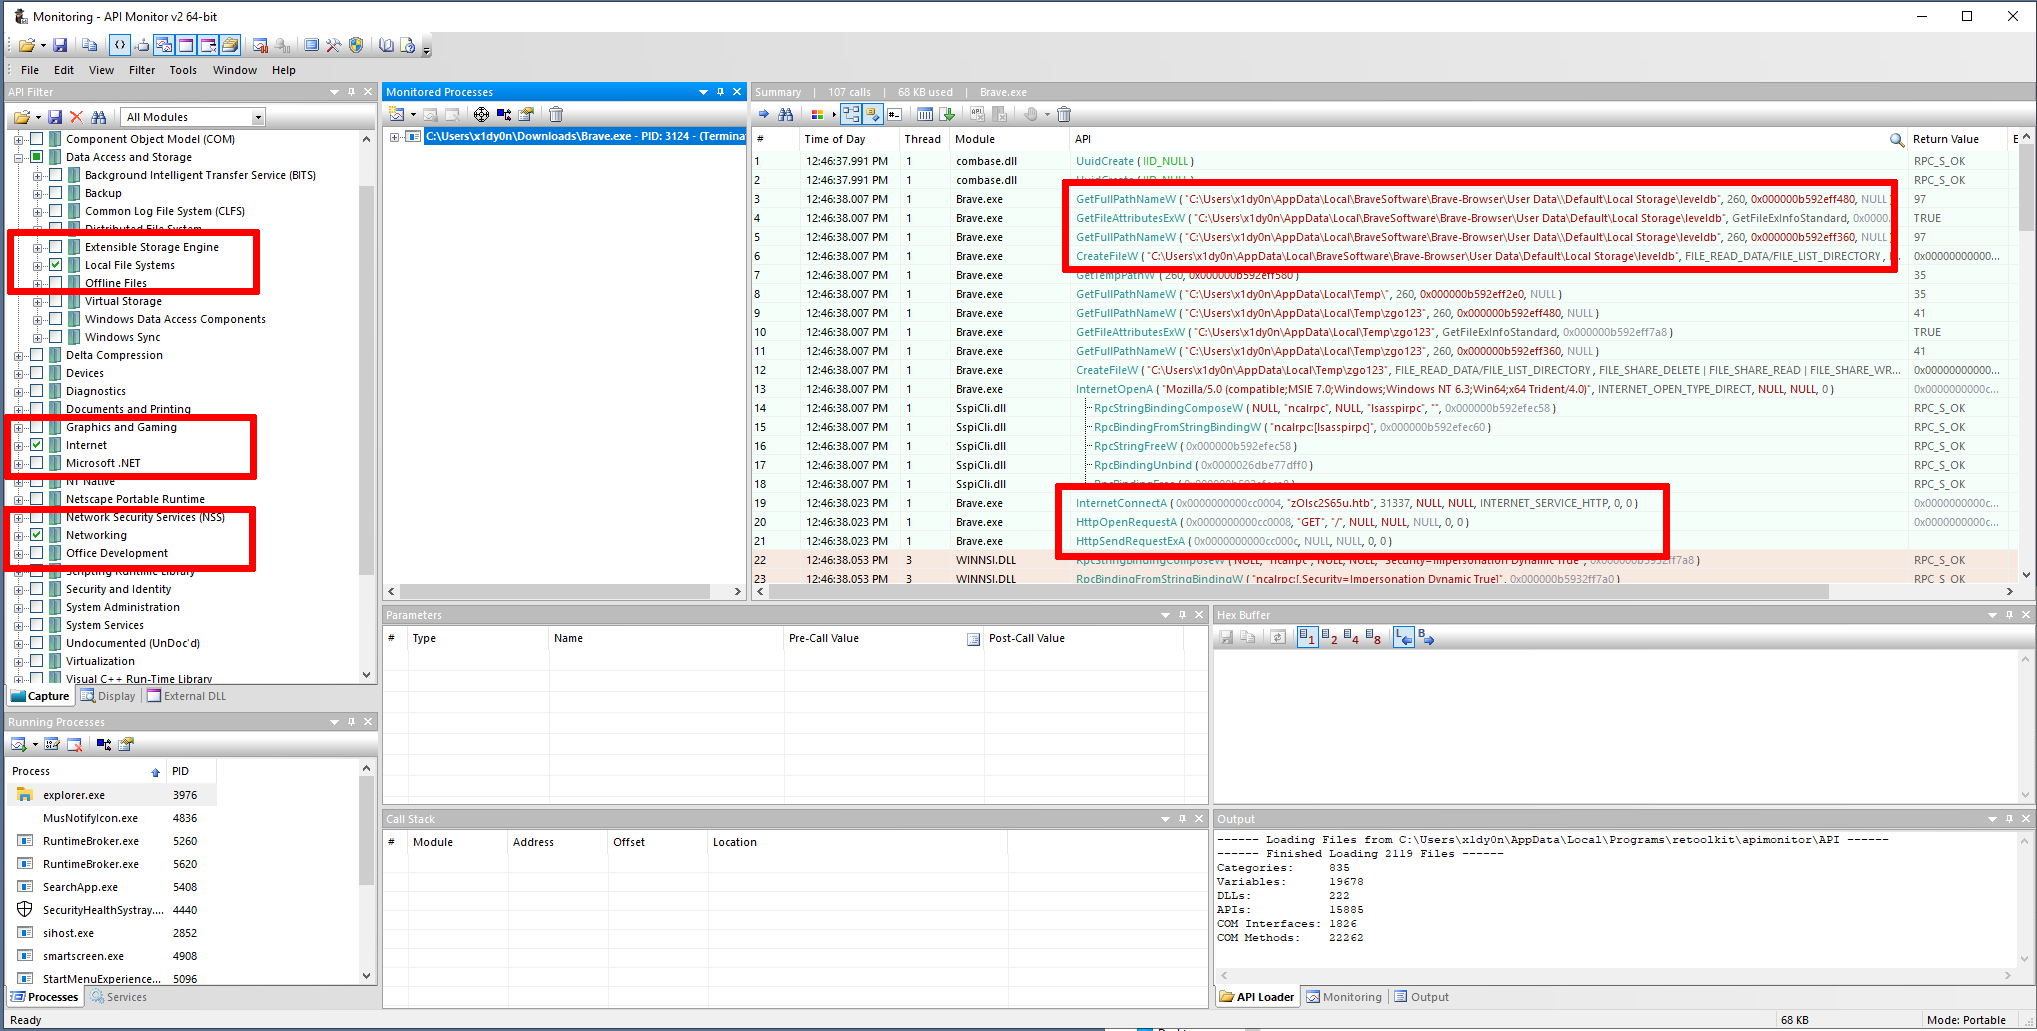 Monitoring - API Monitor v2 64-bit
File Edit View Filter Tools Window Help
API Filter
All Modules
Component Object Model (COM)
Data Access and Storage
Background Intelligent Transfer Service (BITS)
Backup
Common Log File System (CLFS)
Distributed File System
Extensible Storage Engine
Local File Systems
Offline Files
Virtual Storage
Windows Data Access Components
Windows Sync
Delta Compression
Devices
Diagnostics
Documents and Printing
Graphics and Gaming
Internet
Microsoft .NET
NT Native
Netscape Portable Runtime
Network Security Services (NSS)
Networking
Office Development
Scripting Runtime Library
Security and Identity
System Administration
System Services
Undocumented (UnDoc'd)
Virtualization
Visual C++ Run-Time Library
Capture Display External DLL
Running Processes
Process PID
explorer.exe 3976
MusNotifyIcon.exe 4836
RuntimeBroker.exe 5260
RuntimeBroker.exe 5620
SearchApp.exe 5408
SecurityHealthSystray.... 4440
sihost.exe 2852
smartscreen.exe 4908
StartMenuExperience... 5096
Processes Services
Ready
Monitored Processes
C:\Users\x1dy0n\Downloads\Brave.exe - PID: 3124 - (Termina
Summary | 107 calls | 68 KB used | Brave.exe
# Time of Day Thread Module API Return Value E
1 12:46:37.991 PM 1 combase.dll UuidCreate ( IID_NULL ) RPC_S_OK
2 12:46:37.991 PM 1 combase.dll UuidCreate ( IID_NULL ) RPC_S_OK
3 12:46:38.007 PM 1 Brave.exe GetFullPathNameW ( "C:\Users\x1dy0n\AppData\Local\BraveSoftware\Brave-Browser\User Data\\Default\Local Storage\leveldb", 260, 0x000000b592eff480, NULL ) 97
4 12:46:38.007 PM 1 Brave.exe GetFileAttributesExW ( "C:\Users\x1dy0n\AppData\Local\BraveSoftware\Brave-Browser\User Data\\Default\Local Storage\leveldb", GetFileExInfoStandard, 0x0000... TRUE
5 12:46:38.007 PM 1 Brave.exe GetFullPathNameW ( "C:\Users\x1dy0n\AppData\Local\BraveSoftware\Brave-Browser\User Data\\Default\Local Storage\leveldb", 260, 0x000000b592eff360, NULL ) 97
6 12:46:38.007 PM 1 Brave.exe CreateFileW ( "C:\Users\x1dy0n\AppData\Local\BraveSoftware\Brave-Browser\User Data\Default\Local Storage\leveldb", FILE_READ_DATA/FILE_LIST_DIRECTORY , 0x00000000000...
7 12:46:38.007 PM 1 Brave.exe GetTempPathW ( 260, 0x000000b592eff580 ) 35
8 12:46:38.007 PM 1 Brave.exe GetFullPathNameW ( "C:\Users\x1dy0n\AppData\Local\Temp\", 260, 0x000000b592eff2e0, NULL ) 35
9 12:46:38.007 PM 1 Brave.exe GetFullPathNameW ( "C:\Users\x1dy0n\AppData\Local\Temp\zgo123", 260, 0x000000b592eff480, NULL ) 41
10 12:46:38.007 PM 1 Brave.exe GetFileAttributesExW ( "C:\Users\x1dy0n\AppData\Local\Temp\zgo123", GetFileExInfoStandard, 0x000000b592eff7a8 ) TRUE
11 12:46:38.007 PM 1 Brave.exe GetFullPathNameW ( "C:\Users\x1dy0n\AppData\Local\Temp\zgo123", 260, 0x000000b592eff360, NULL ) 41
12 12:46:38.007 PM 1 Brave.exe CreateFileW ( "C:\Users\x1dy0n\AppData\Local\Temp\zgo123", FILE_READ_DATA/FILE_LIST_DIRECTORY , FILE_SHARE_DELETE | FILE_SHARE_READ | FILE_SHARE_WR... 0x00000000000...
13 12:46:38.007 PM 1 Brave.exe InternetOpenA ( "Mozilla/5.0 (compatible;MSIE 7.0;Windows;Windows NT 6.3;Win64;x64 Trident/4.0)", INTERNET_OPEN_TYPE_DIRECT, NULL, NULL, 0 ) 0x0000000000c...
14 12:46:38.007 PM 1 SspiCli.dll RpcStringBindingComposeW ( NULL, "ncalrpc", NULL, "lsasspirpc", "", 0x000000b592efec58 ) RPC_S_OK
15 12:46:38.007 PM 1 SspiCli.dll RpcBindingFromStringBindingW ( "ncalrpc:[lsasspirpc]", 0x000000b592efec60 ) RPC_S_OK
16 12:46:38.007 PM 1 SspiCli.dll RpcStringFreeW ( 0x000000b592efec58 ) RPC_S_OK
17 12:46:38.007 PM 1 SspiCli.dll RpcBindingUnbind ( 0x0000026dbe77dff0 ) RPC_S_OK
18 12:46:38.007 PM 1 SspiCli.dll RPC_S_OK
19 12:46:38.023 PM 1 Brave.exe InternetConnectA ( 0x0000000000cc0004, "zOlsc2S65u.htb", 31337, NULL, NULL, INTERNET_SERVICE_HTTP, 0, 0 ) 0x0000000000c...
20 12:46:38.023 PM 1 Brave.exe HttpOpenRequestA ( 0x0000000000cc0008, "GET", "/", NULL, NULL, NULL, 0, 0 ) 0x0000000000c...
21 12:46:38.023 PM 1 Brave.exe HttpSendRequestExA ( 0x0000000000cc000c, NULL, NULL, 0, 0 )
22 12:46:38.053 PM 3 WINNSI.DLL RpcStringBindingComposeW ( NULL, "ncalrpc", NULL, NULL, "Security=Impersonation Dynamic True", 0x000000b5932ff7a8 ) RPC_S_OK
23 12:46:38.053 PM 3 WINNSI.DLL RpcBindingFromStringBindingW ( "ncalrpc:[,Security=Impersonation Dynamic True]", 0x000000b5932ff7a0 ) RPC_S_OK
Parameters
# Type Name Pre-Call Value Post-Call Value
Hex Buffer
Call Stack
# Module Address Offset Location
Output
------ Loading Files from C:\Users\x1dy0n\AppData\Local\Programs\retoolkit\apimonitor\API ------
------ Finished Loading 2119 Files ------
Categories: 835
Variables: 19678
DLLs: 222
APIs: 15885
COM Interfaces: 1826
COM Methods: 22262
API Loader Monitoring Output
68 KB Mode: Portable